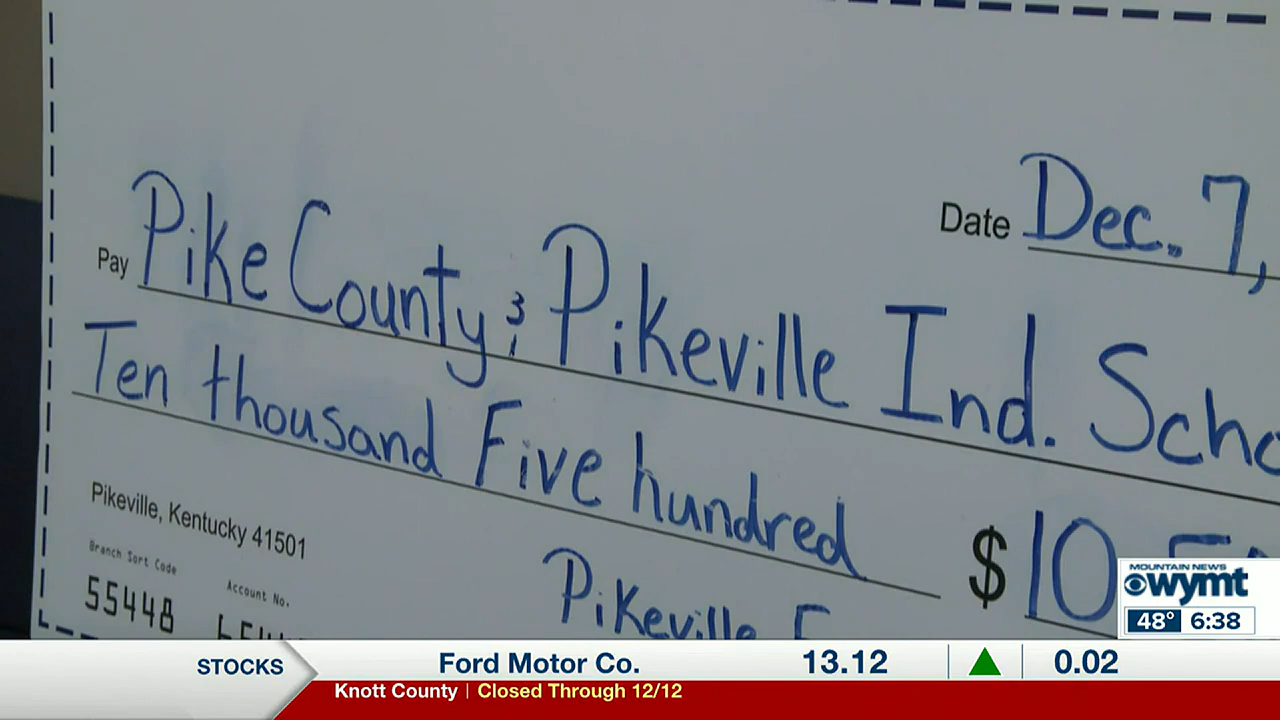 Date Dec. 7,
Pay Pike County & Pikeville Ind. Scho
Ten thousand Five hundred
$ 10
Pikeville, Kentucky 41501
Branch Sort Code
Account No.
55448
Pikeville
MOUNTAIN NEWS
wymt
48° 6:38
STOCKS Ford Motor Co. 13.12 0.02
Knott County | Closed Through 12/12